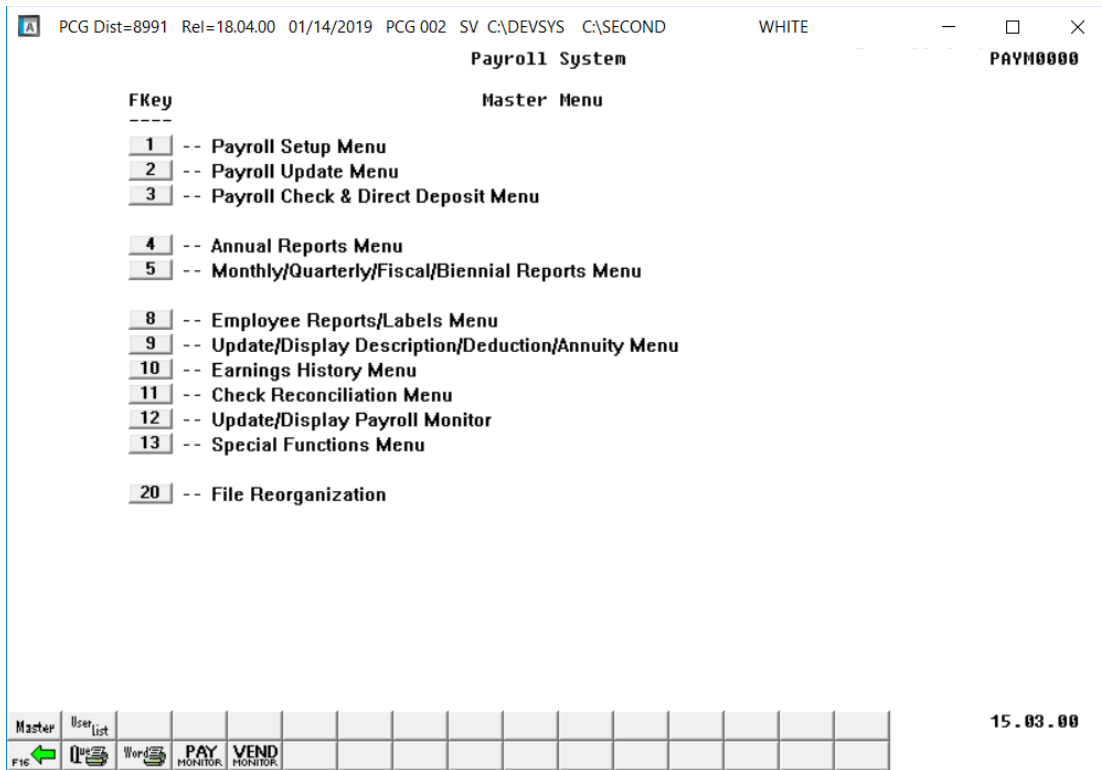 A PCG Dist=8991 Rel=18.04.00 01/14/2019 PCG 002 SV C:\DEVSYS C:\SECOND WHITE
Payroll System PAYM0000
FKey Master Menu
----
1 -- Payroll Setup Menu
2 -- Payroll Update Menu
3 -- Payroll Check & Direct Deposit Menu
4 -- Annual Reports Menu
5 -- Monthly/Quarterly/Fiscal/Biennial Reports Menu
8 -- Employee Reports/Labels Menu
9 -- Update/Display Description/Deduction/Annuity Menu
10 -- Earnings History Menu
11 -- Check Reconciliation Menu
12 -- Update/Display Payroll Monitor
13 -- Special Functions Menu
20 -- File Reorganization
Master User List 15.03.00
F16 Que Word PAY MONITOR VEND MONITOR